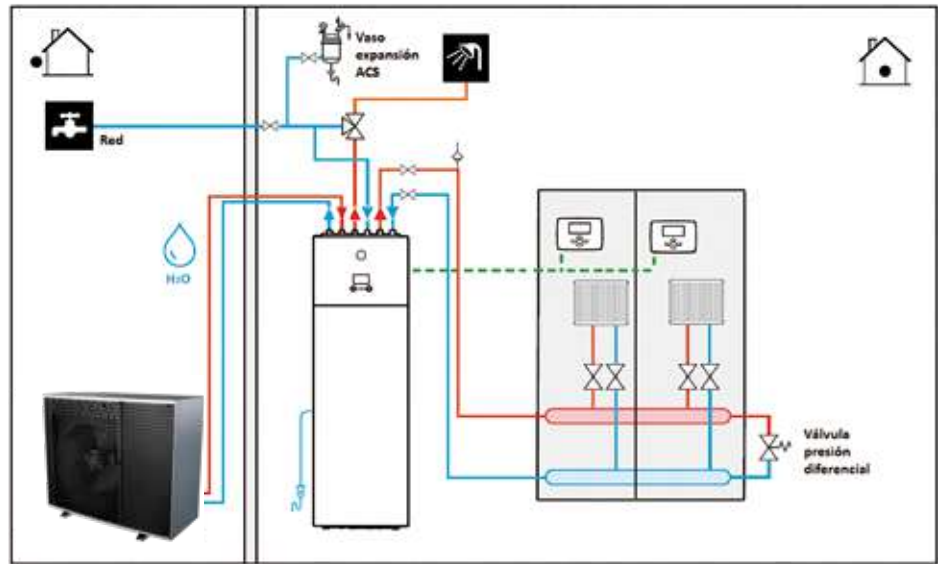 Vaso
expansión
ACS
Red
H₂O
Válvula
presión
diferencial